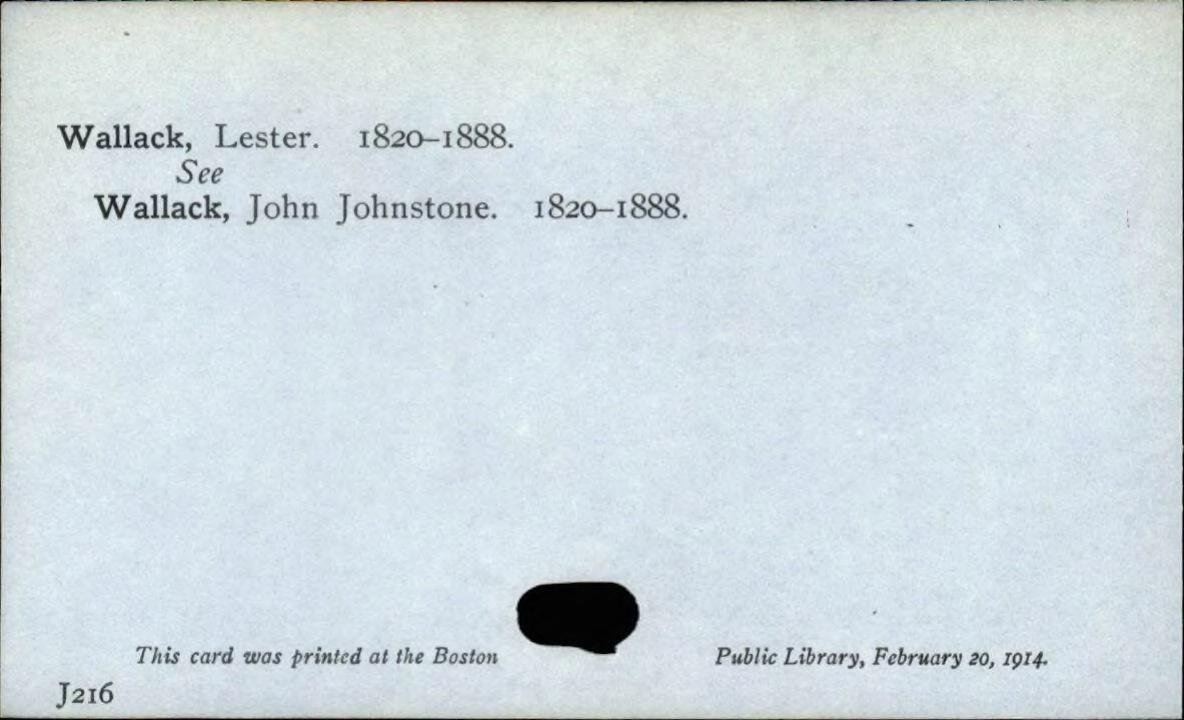 Wallack, Lester. 1820–1888.
See
Wallack, John Johnstone. 1820–1888.
This card was printed at the Boston Public Library, February 20, 1914.
J216